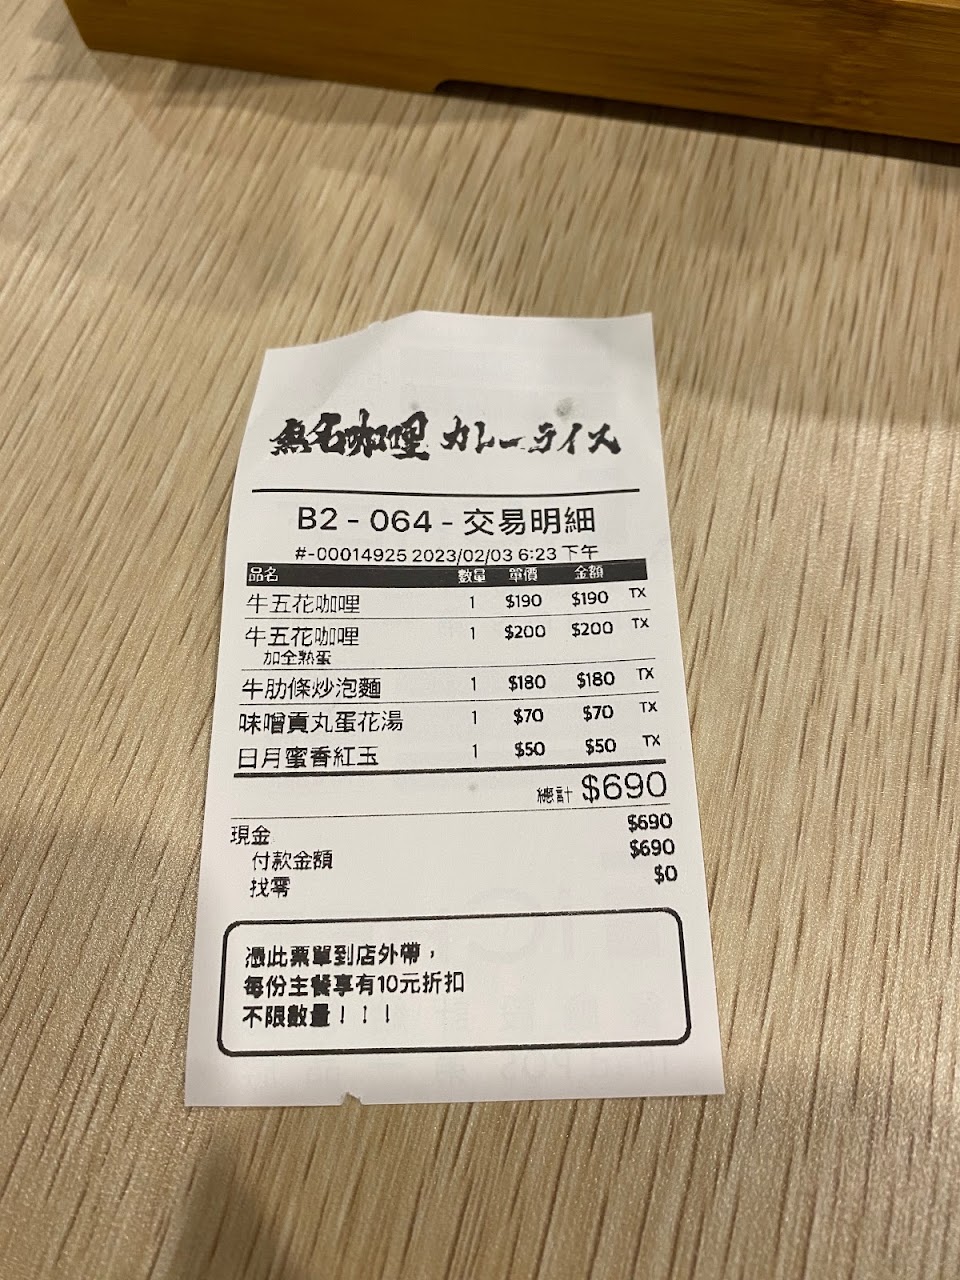 無名咖哩 カレーライス
B2 - 064 - 交易明細
#-00014925 2023/02/03 6:23 下午
品名 數量 單價 金額
牛五花咖哩 1 $190 $190 TX
牛五花咖哩 1 $200 $200 TX
加全熟蛋
牛肋條炒泡麵 1 $180 $180 TX
味噌貢丸蛋花湯 1 $70 $70 TX
日月蜜香紅玉 1 $50 $50 TX
總計 $690
現金 $690
付款金額 $690
找零 $0
憑此票單到店外帶，
每份主餐享有10元折扣
不限數量！！！